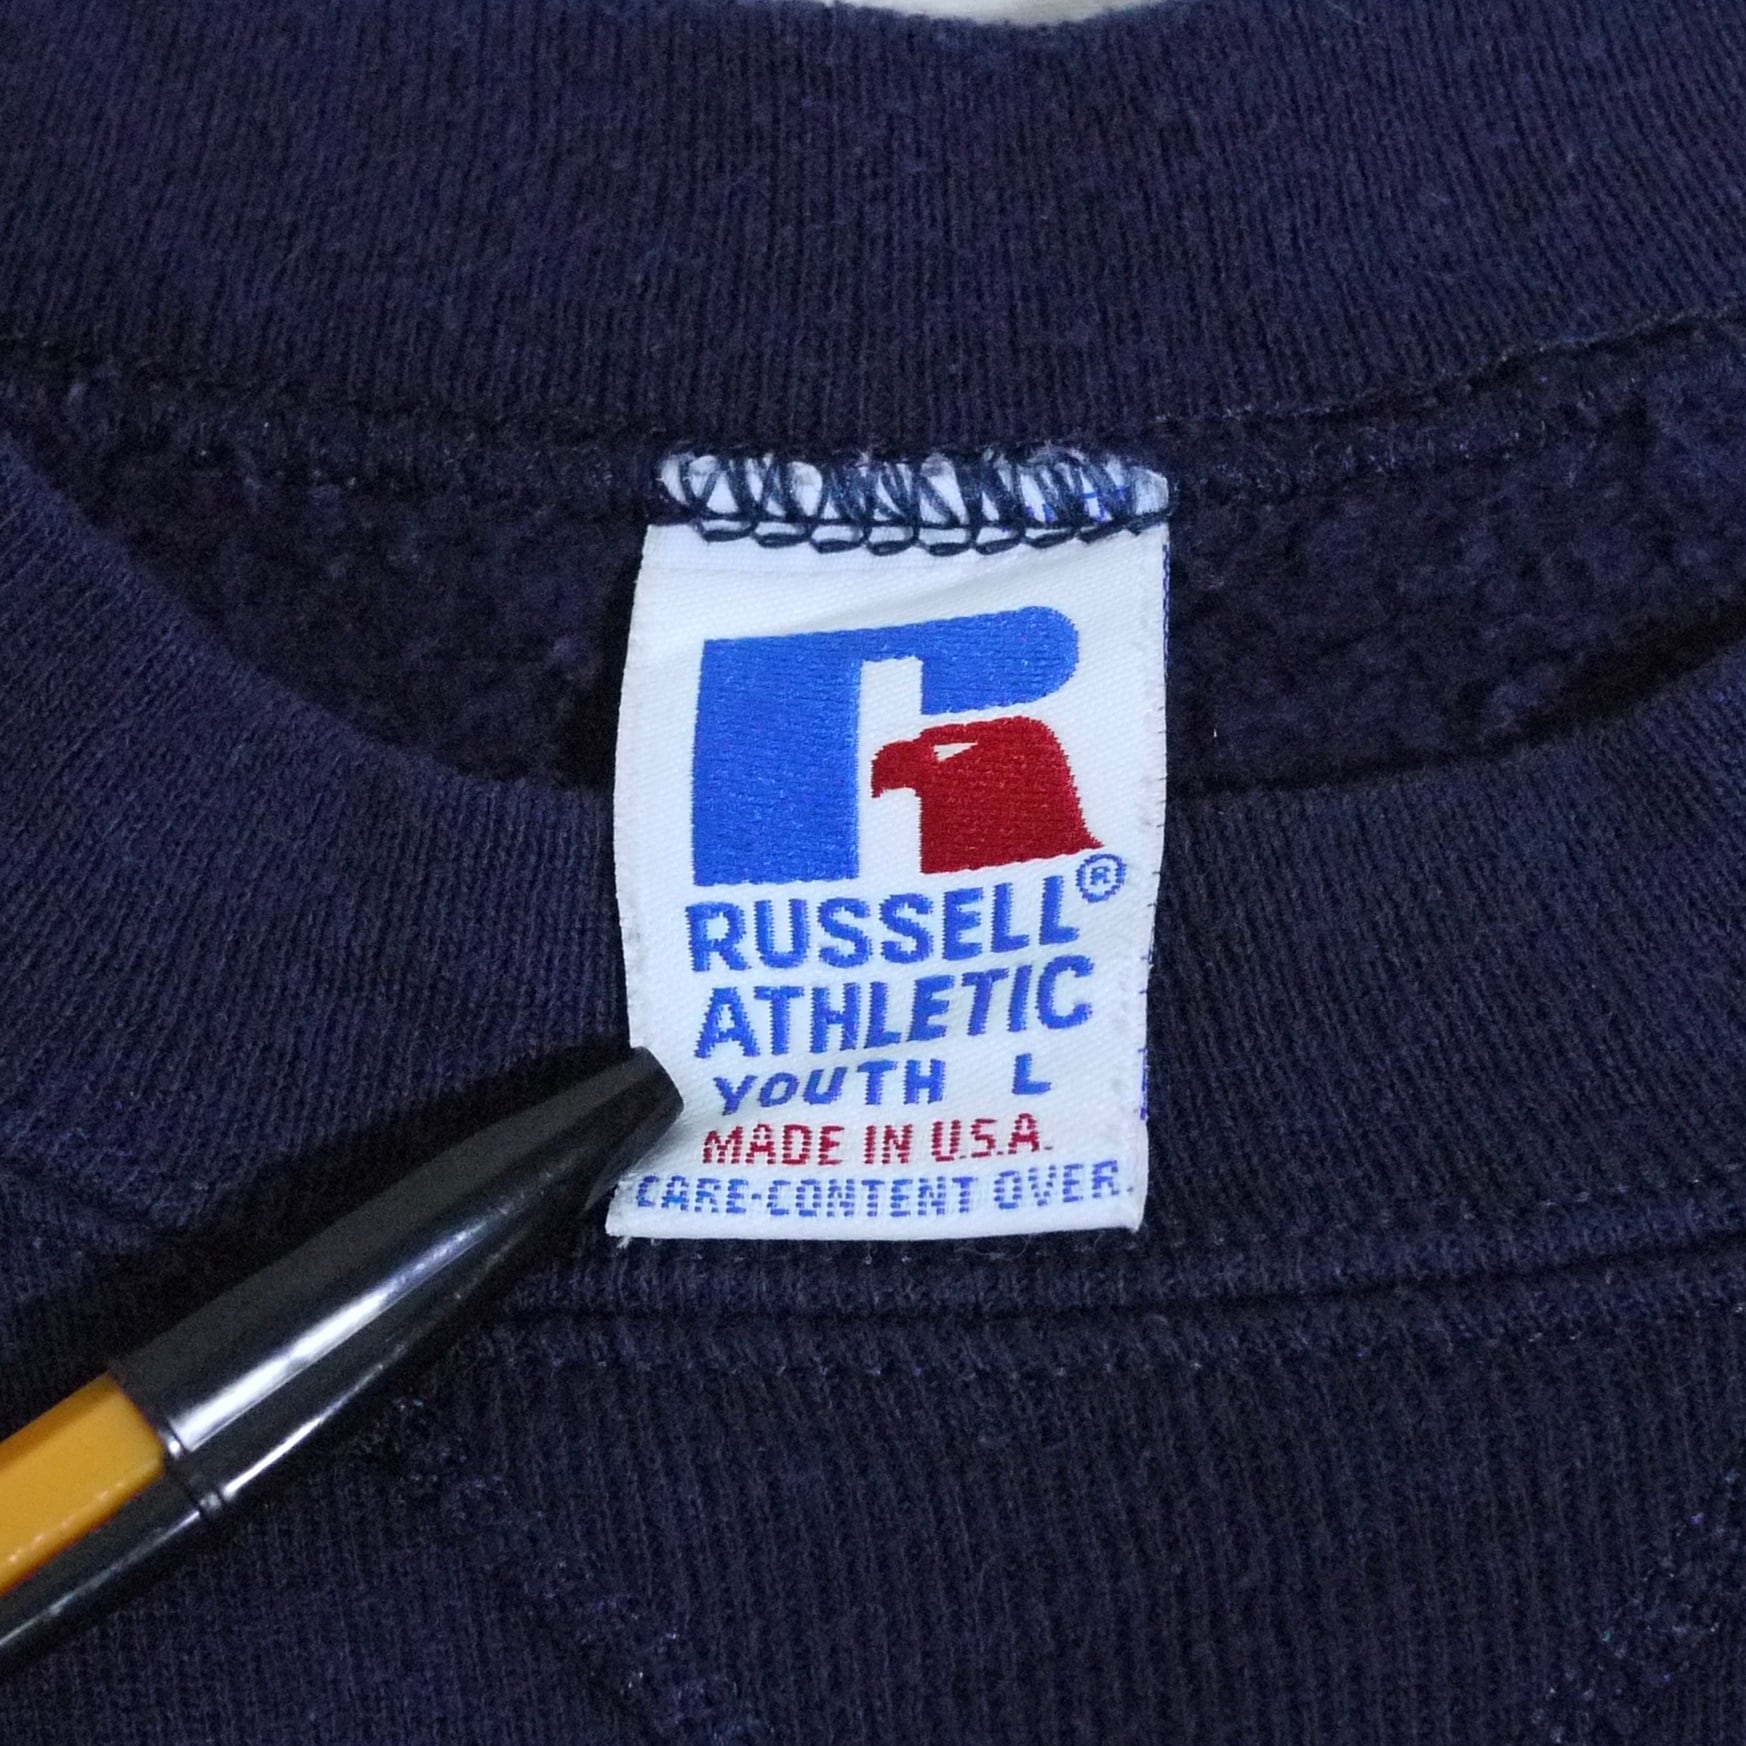 RUSSELL®
ATHLETIC
YOUTH L
MADE IN U.S.A.
CARE-CONTENT OVER